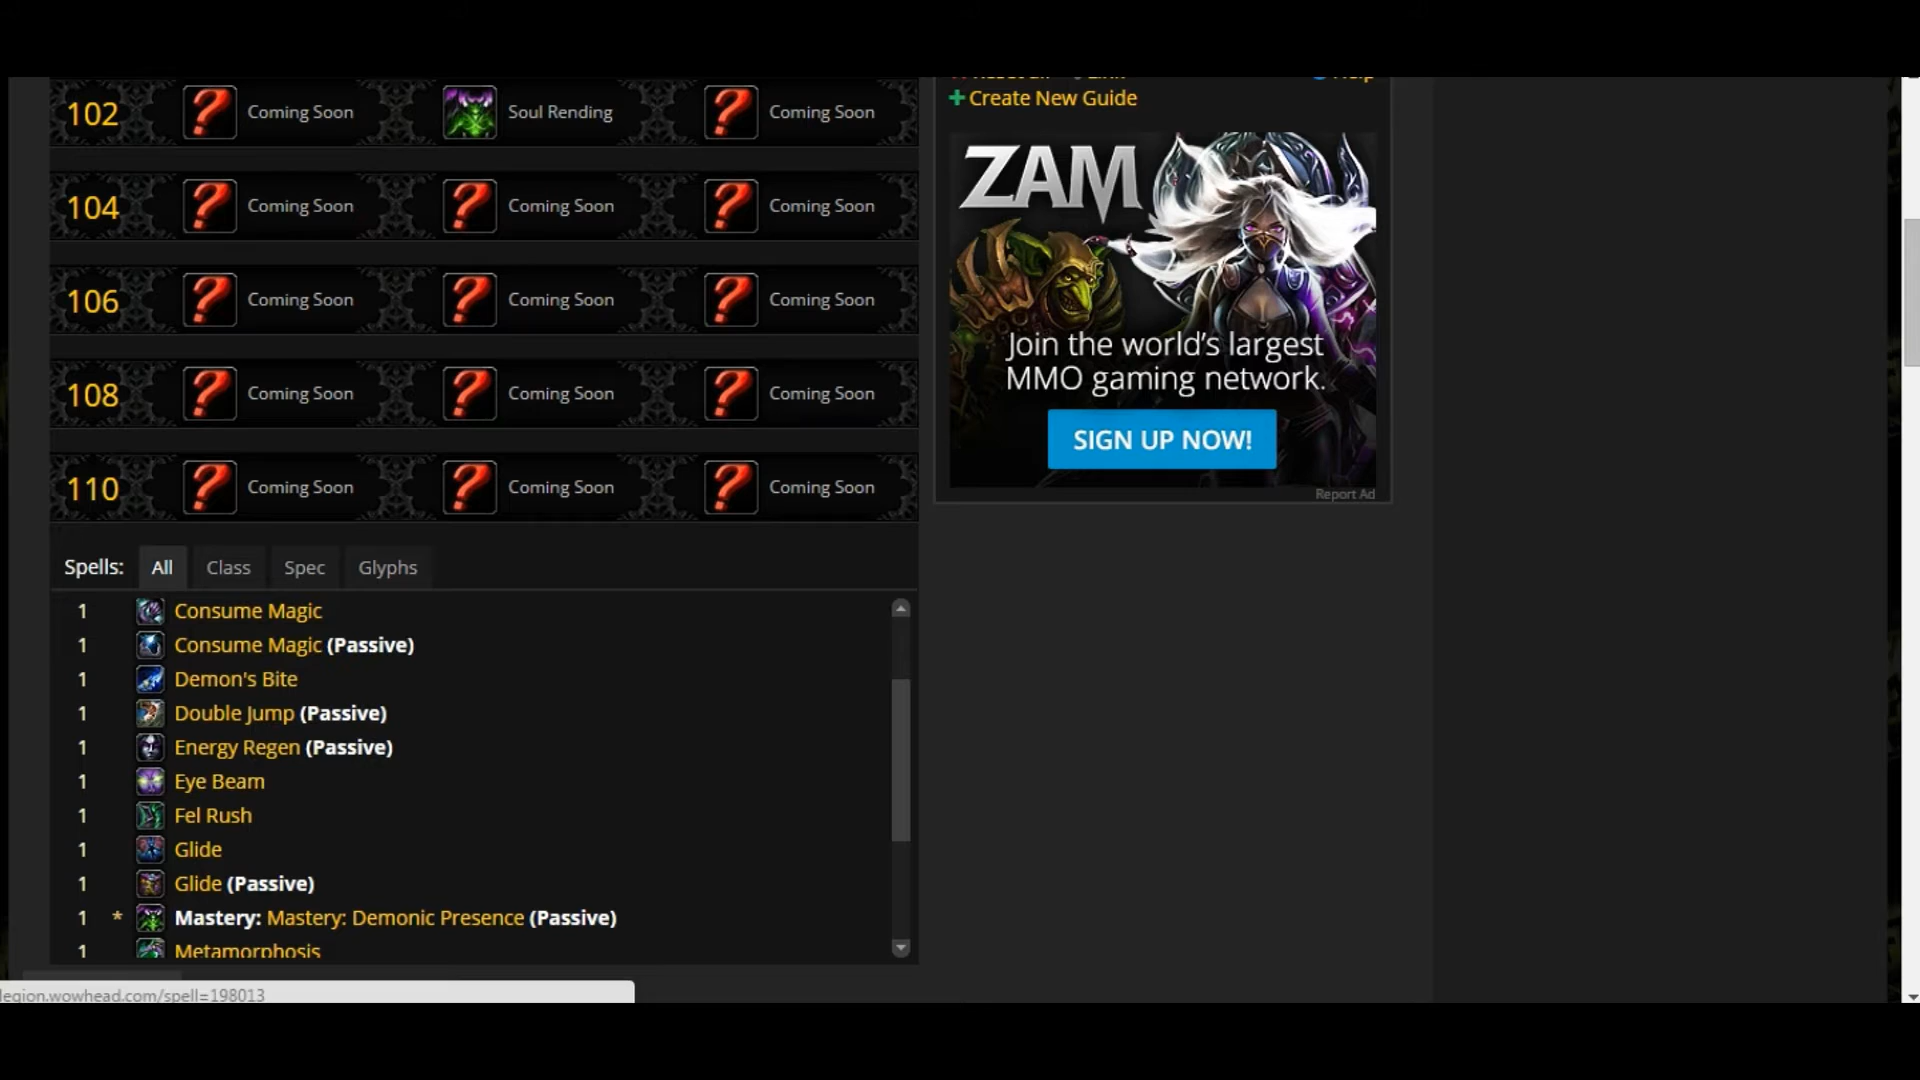 Create New Guide
102 Coming Soon Soul Rending Coming Soon
104 Coming Soon Coming Soon Coming Soon
106 Coming Soon Coming Soon Coming Soon
108 Coming Soon Coming Soon Coming Soon
110 Coming Soon Coming Soon Coming Soon
ZAM
Join the world's largest
MMO gaming network.
SIGN UP NOW!
Report Ad
Spells: All Class Spec Glyphs
1 Consume Magic
1 Consume Magic (Passive)
1 Demon's Bite
1 Double Jump (Passive)
1 Energy Regen (Passive)
1 Eye Beam
1 Fel Rush
1 Glide
1 Glide (Passive)
1 * Mastery: Mastery: Demonic Presence (Passive)
1 Metamorphosis
legion.wowhead.com/spell=198013